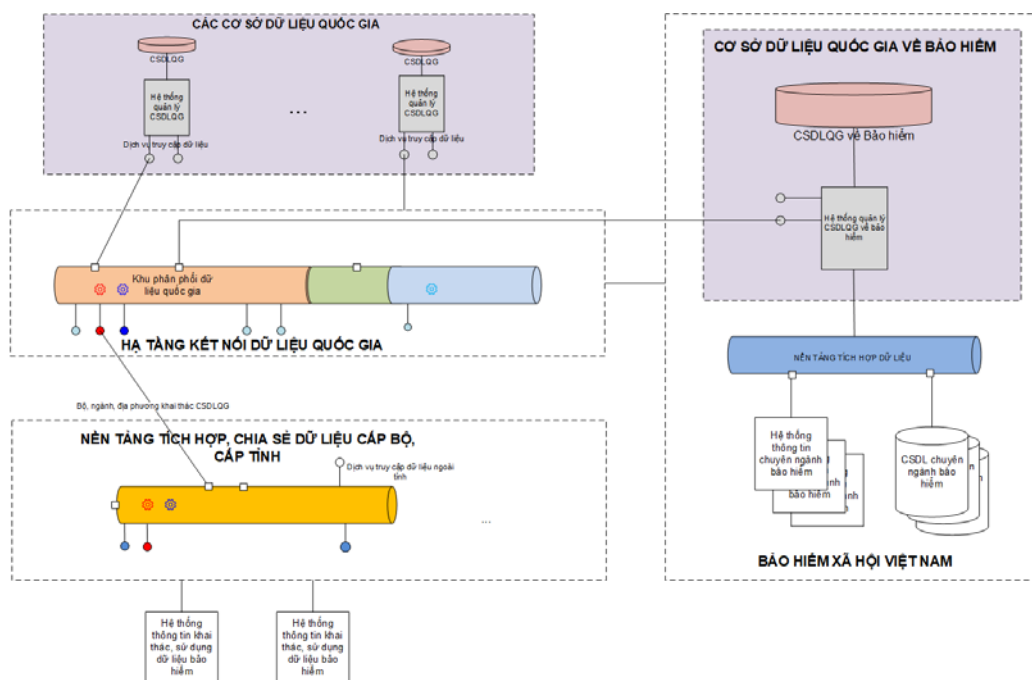 CÁC CƠ SỞ DỮ LIỆU QUỐC GIA
CSDLQG
CSDLQG
Hệ thống
quản lý
CSDLQG
...
Hệ thống
quản lý
CSDLQG
Dịch vụ truy cập dữ liệu
Dịch vụ truy cập dữ liệu
CƠ SỞ DỮ LIỆU QUỐC GIA VỀ BẢO HIỂM
CSDLQG về Bảo hiểm
Hệ thống quản lý
CSDLQG về bảo
hiểm
Khu phân phối dữ
liệu quốc gia
HẠ TẦNG KẾT NỐI DỮ LIỆU QUỐC GIA
NỀN TẢNG TÍCH HỢP DỮ LIỆU
Bộ, ngành, địa phương khai thác CSDLQG
NỀN TẢNG TÍCH HỢP, CHIA SẺ DỮ LIỆU CẤP BỘ,
CẤP TỈNH
Dịch vụ truy cập dữ liệu ngoài
tỉnh
...
Hệ thống
thông tin
chuyên ngành
bảo hiểm
bảo hiểm
CSDL chuyên
ngành bảo
hiểm
BẢO HIỂM XÃ HỘI VIỆT NAM
Hệ thống
thông tin khai
thác, sử dụng
dữ liệu bảo
hiểm
Hệ thống
thông tin khai
thác, sử dụng
dữ liệu bảo
hiểm